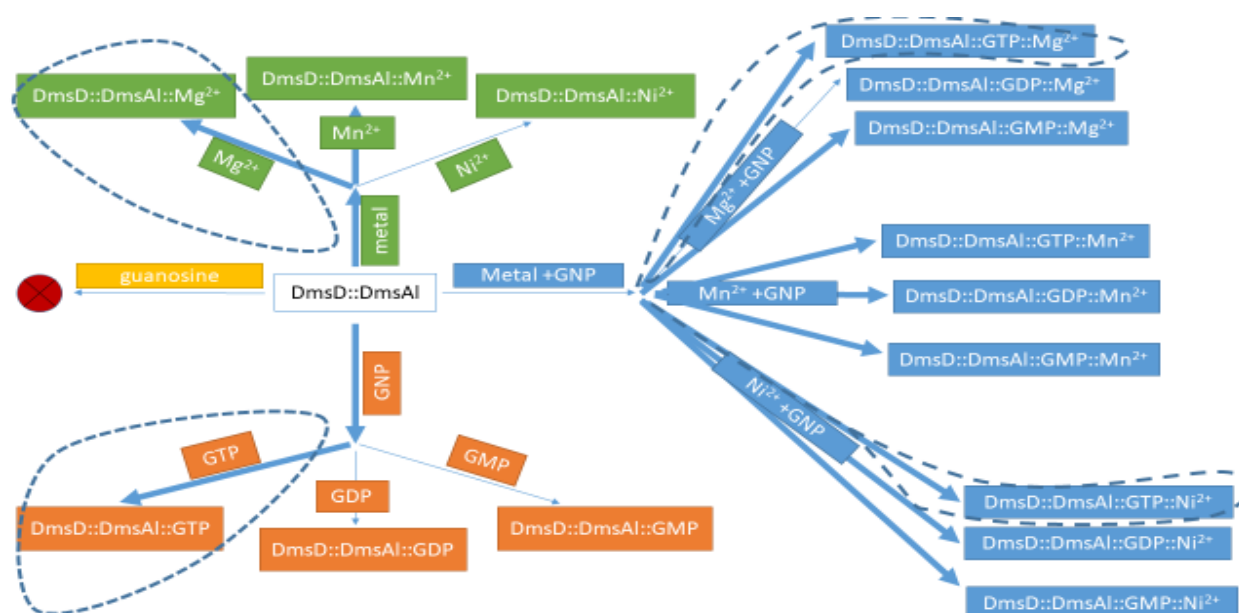 DmsD::DmsAl::GTP::Mg²⁺
DmsD::DmsAl::Mn²⁺
DmsD::DmsAl::Mg²⁺
DmsD::DmsAl::Ni²⁺
DmsD::DmsAl::GDP::Mg²⁺
DmsD::DmsAl::GMP::Mg²⁺
Mn²⁺
Mg²⁺
Ni²⁺
Mg²⁺ +GNP
metal
DmsD::DmsAl::GTP::Mn²⁺
guanosine
DmsD::DmsAl
Metal +GNP
Mn²⁺ +GNP
DmsD::DmsAl::GDP::Mn²⁺
DmsD::DmsAl::GMP::Mn²⁺
GNP
Ni²⁺ +GNP
GTP
GMP
GDP
DmsD::DmsAl::GTP
DmsD::DmsAl::GDP
DmsD::DmsAl::GMP
DmsD::DmsAl::GTP::Ni²⁺
DmsD::DmsAl::GDP::Ni²⁺
DmsD::DmsAl::GMP::Ni²⁺